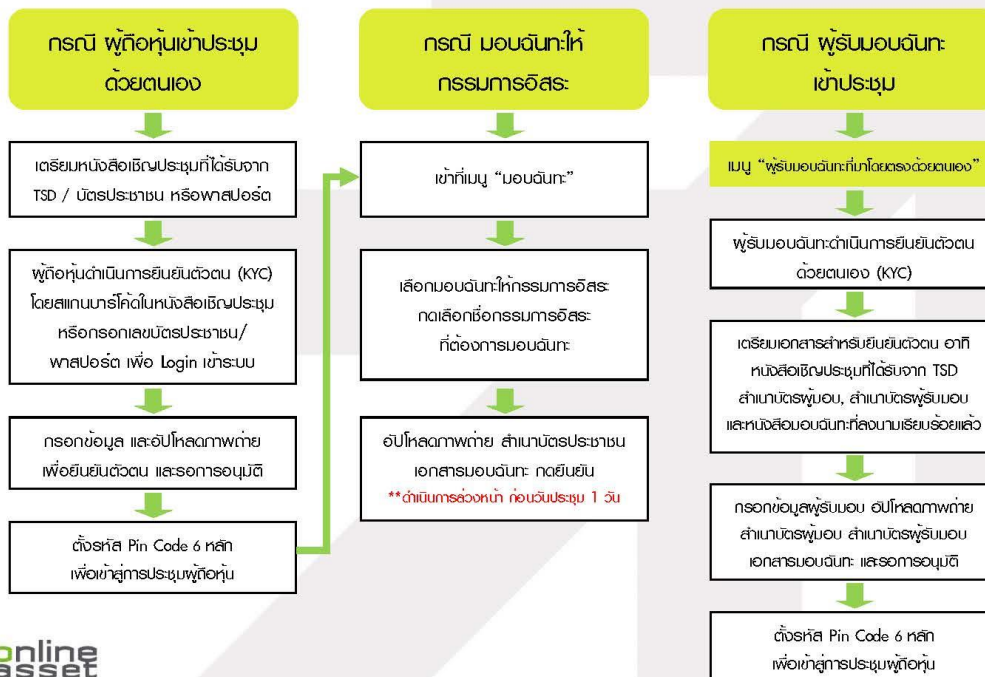 กรณี ผู้ถือหุ้นเข้าประชุม
ด้วยตนเอง
เตรียมหนังสือเชิญประชุมที่ได้รับจาก
TSD / บัตรประชาชน หรือพาสปอร์ต
ผู้ถือหุ้นดำเนินการยืนยันตัวตน (KYC)
โดยสแกนบาร์โค้ดในหนังสือเชิญประชุม
หรือกรอกเลขบัตรประชาชน/
พาสปอร์ต เพื่อ Login เข้าระบบ
กรอกข้อมูล และอัปโหลดภาพถ่าย
เพื่อยืนยันตัวตน และรอการอนุมัติ
ตั้งรหัส Pin Code 6 หลัก
เพื่อเข้าสู่การประชุมผู้ถือหุ้น
กรณี มอบฉันทะให้
กรรมการอิสระ
เข้าที่เมนู “มอบฉันทะ”
เลือกมอบฉันทะให้กรรมการอิสระ
กดเลือกชื่อกรรมการอิสระ
ที่ต้องการมอบฉันทะ
อัปโหลดภาพถ่าย สำเนาบัตรประชาชน
เอกสารมอบฉันทะ กดยืนยัน
**ดำเนินการล่วงหน้า ก่อนวันประชุม 1 วัน
กรณี ผู้รับมอบฉันทะ
เข้าประชุม
เมนู “ผู้รับมอบฉันทะที่มาโดยตรงด้วยตนเอง”
ผู้รับมอบฉันทะดำเนินการยืนยันตัวตน
ด้วยตนเอง (KYC)
เตรียมเอกสารสำหรับยืนยันตัวตน อาทิ
หนังสือเชิญประชุมที่ได้รับจาก TSD
สำเนาบัตรผู้มอบ, สำเนาบัตรผู้รับมอบ
และหนังสือมอบฉันทะที่ลงนามเรียบร้อยแล้ว
กรอกข้อมูลผู้รับมอบ อัปโหลดภาพถ่าย
สำเนาบัตรผู้มอบ สำเนาบัตรผู้รับมอบ
เอกสารมอบฉันทะ และรอการอนุมัติ
ตั้งรหัส Pin Code 6 หลัก
เพื่อเข้าสู่การประชุมผู้ถือหุ้น
online
asset